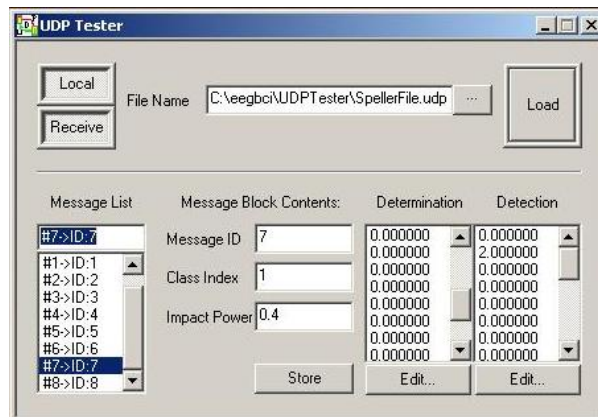 UDP Tester
Local
Receive
File Name
C:\eegbci\UDPTester\SpellerFile.udp
...
Load
Message List
#7->ID:7
#1->ID:1
#2->ID:2
#3->ID:3
#4->ID:4
#5->ID:5
#6->ID:6
#7->ID:7
#8->ID:8
Message Block Contents:
Message ID 7
Class Index 1
Impact Power 0.4
Store
Determination
0.000000
0.000000
0.000000
0.000000
0.000000
0.000000
0.000000
0.000000
Edit...
Detection
0.000000
2.000000
0.000000
0.000000
0.000000
0.000000
0.000000
0.000000
Edit...